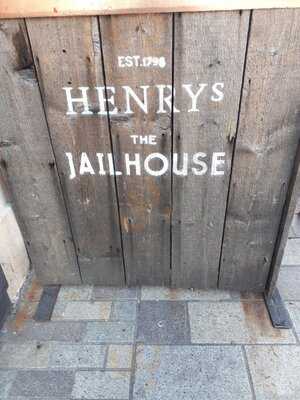 EST.1796
HENRYS
THE
JAILHOUSE